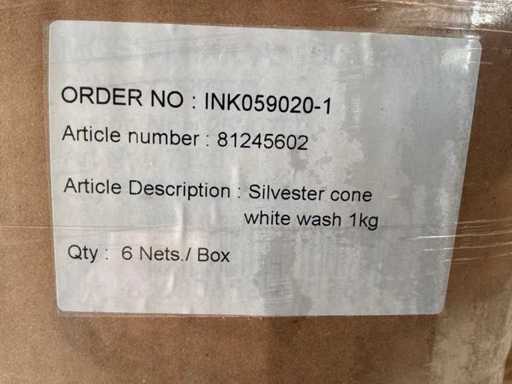 ORDER NO : INK059020-1
Article number : 81245602
Article Description : Silvester cone
white wash 1kg
Qty : 6 Nets./ Box